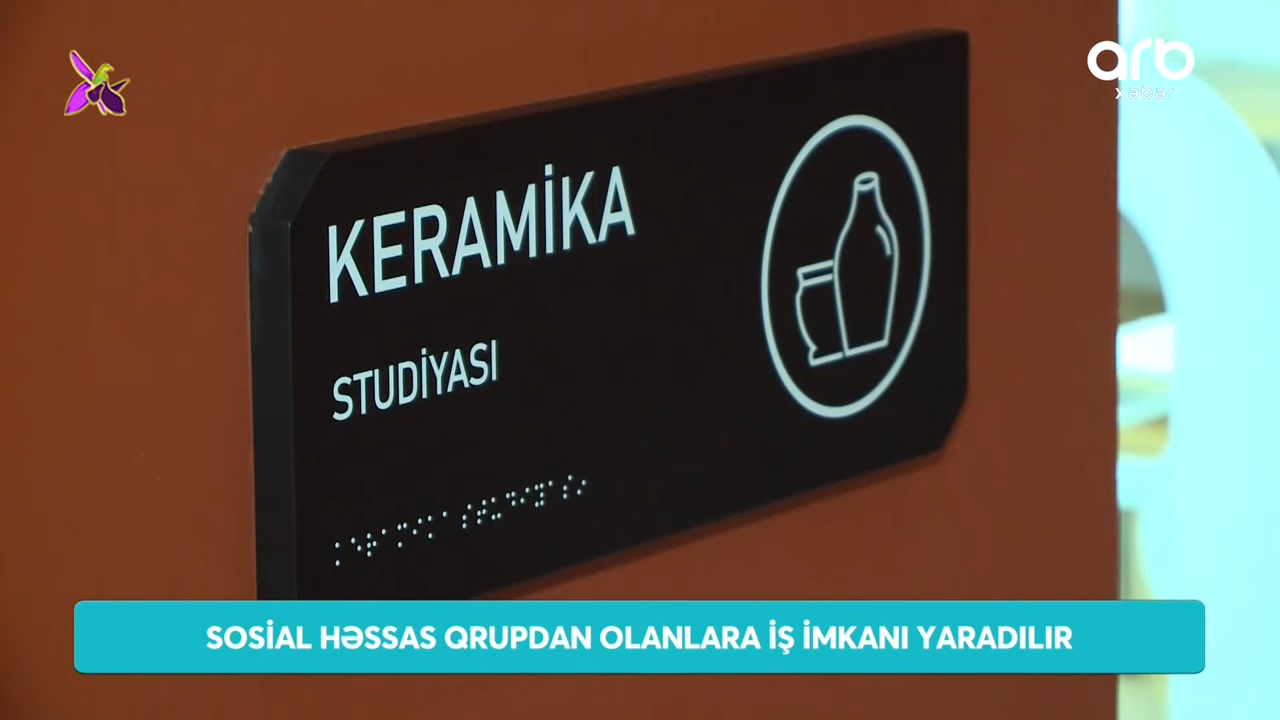 arb
xəbər
KERAMİKA
STUDİYASI
SOSİAL HƏSSAS QRUPDAN OLANLARA İŞ İMKANI YARADILIR